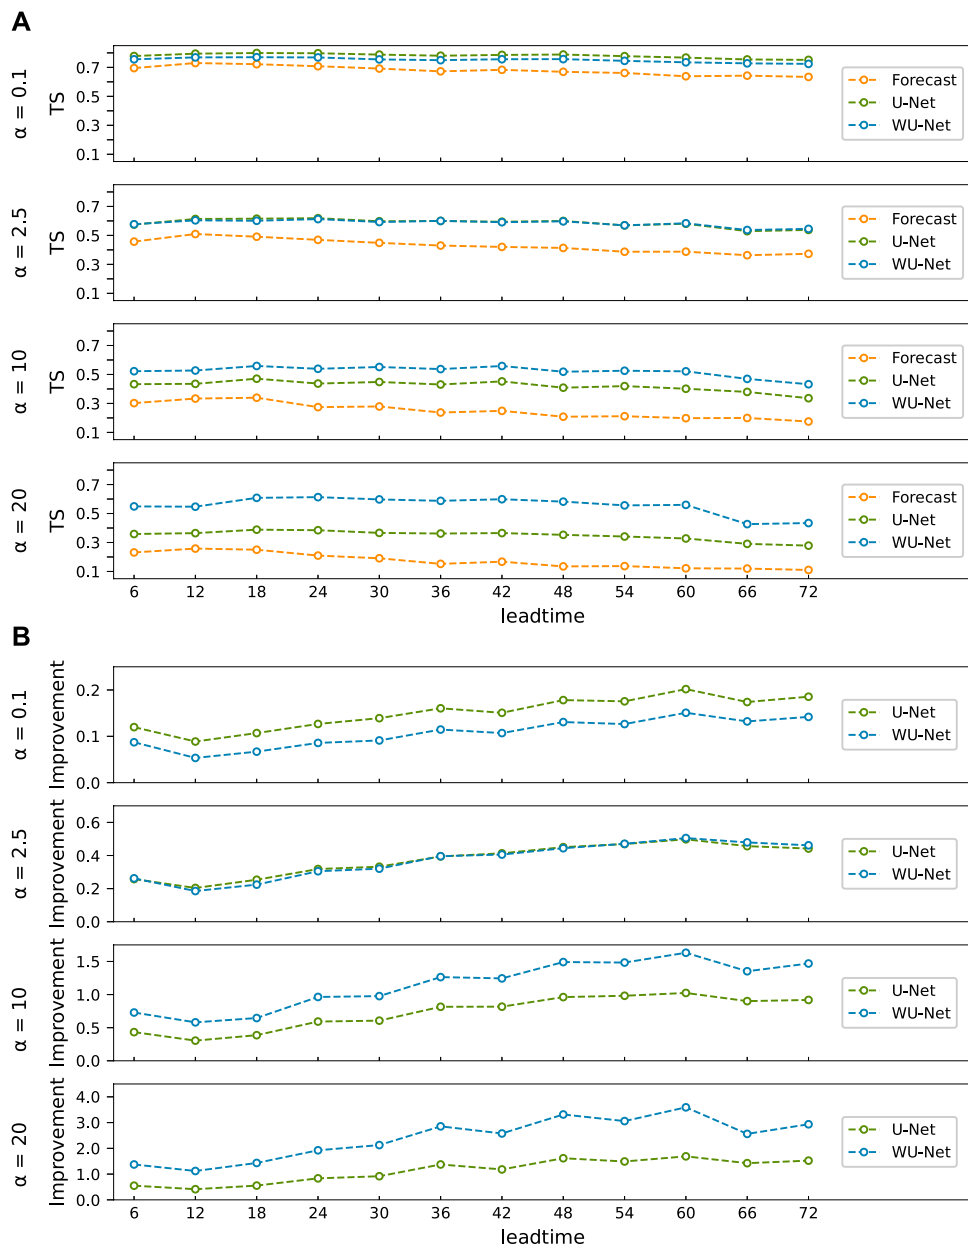 A
α = 0.1
TS
0.7
0.5
0.3
0.1
Forecast
U-Net
WU-Net
α = 2.5
TS
0.7
0.5
0.3
0.1
Forecast
U-Net
WU-Net
α = 10
TS
0.7
0.5
0.3
0.1
Forecast
U-Net
WU-Net
α = 20
TS
0.7
0.5
0.3
0.1
Forecast
U-Net
WU-Net
6 12 18 24 30 36 42 48 54 60 66 72
leadtime
B
α = 0.1
Improvement
0.2
0.1
0.0
U-Net
WU-Net
α = 2.5
Improvement
0.6
0.4
0.2
0.0
U-Net
WU-Net
α = 10
Improvement
1.5
1.0
0.5
0.0
U-Net
WU-Net
α = 20
Improvement
4.0
3.0
2.0
1.0
0.0
U-Net
WU-Net
6 12 18 24 30 36 42 48 54 60 66 72
leadtime